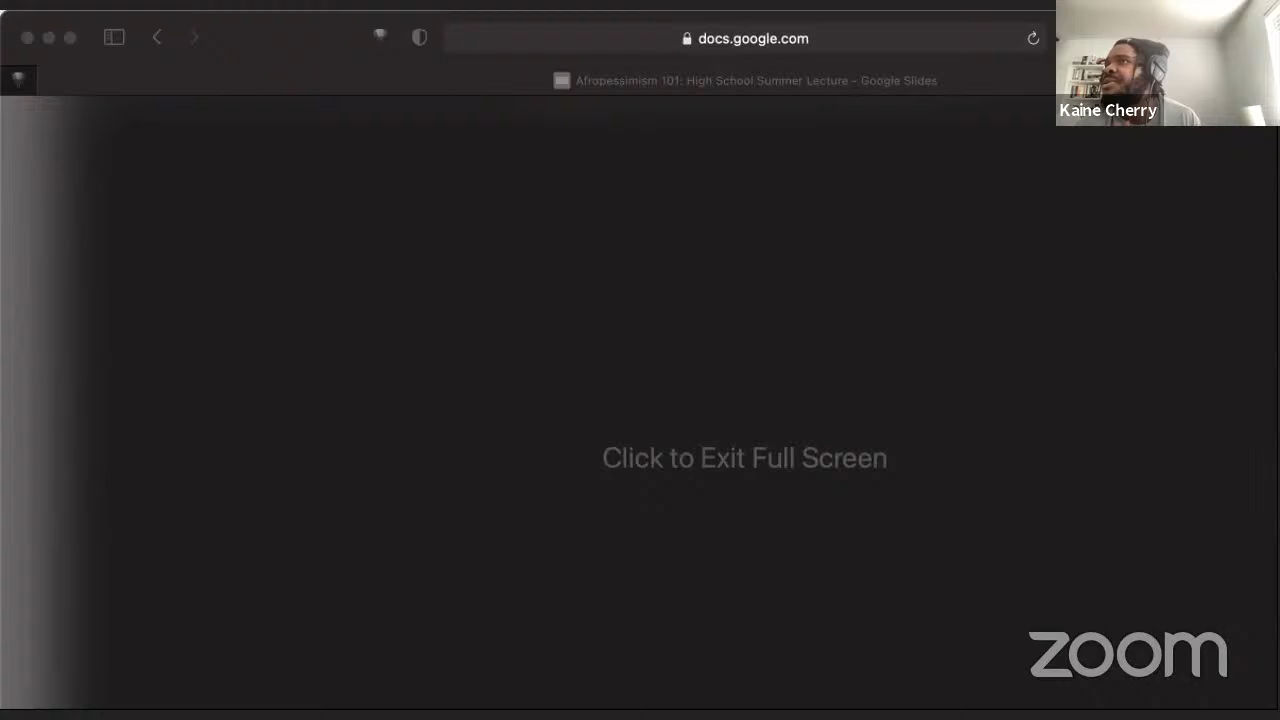 docs.google.com
Afropessimism 101: High School Summer Lecture - Google Slides
Kaine Cherry
Click to Exit Full Screen
zoom